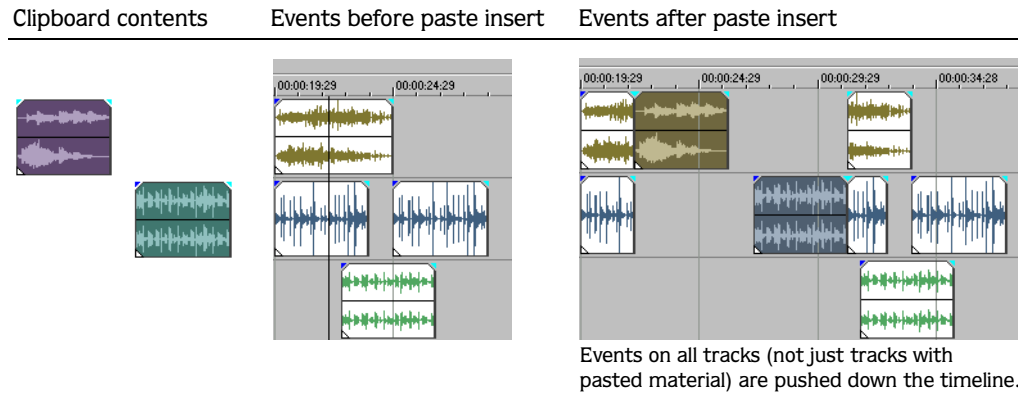 Clipboard contents
Events before paste insert
Events after paste insert
00:00:19:29 00:00:24:29
00:00:19:29 00:00:24:29 00:00:29:29 00:00:34:28
Events on all tracks (not just tracks with
pasted material) are pushed down the timeline.